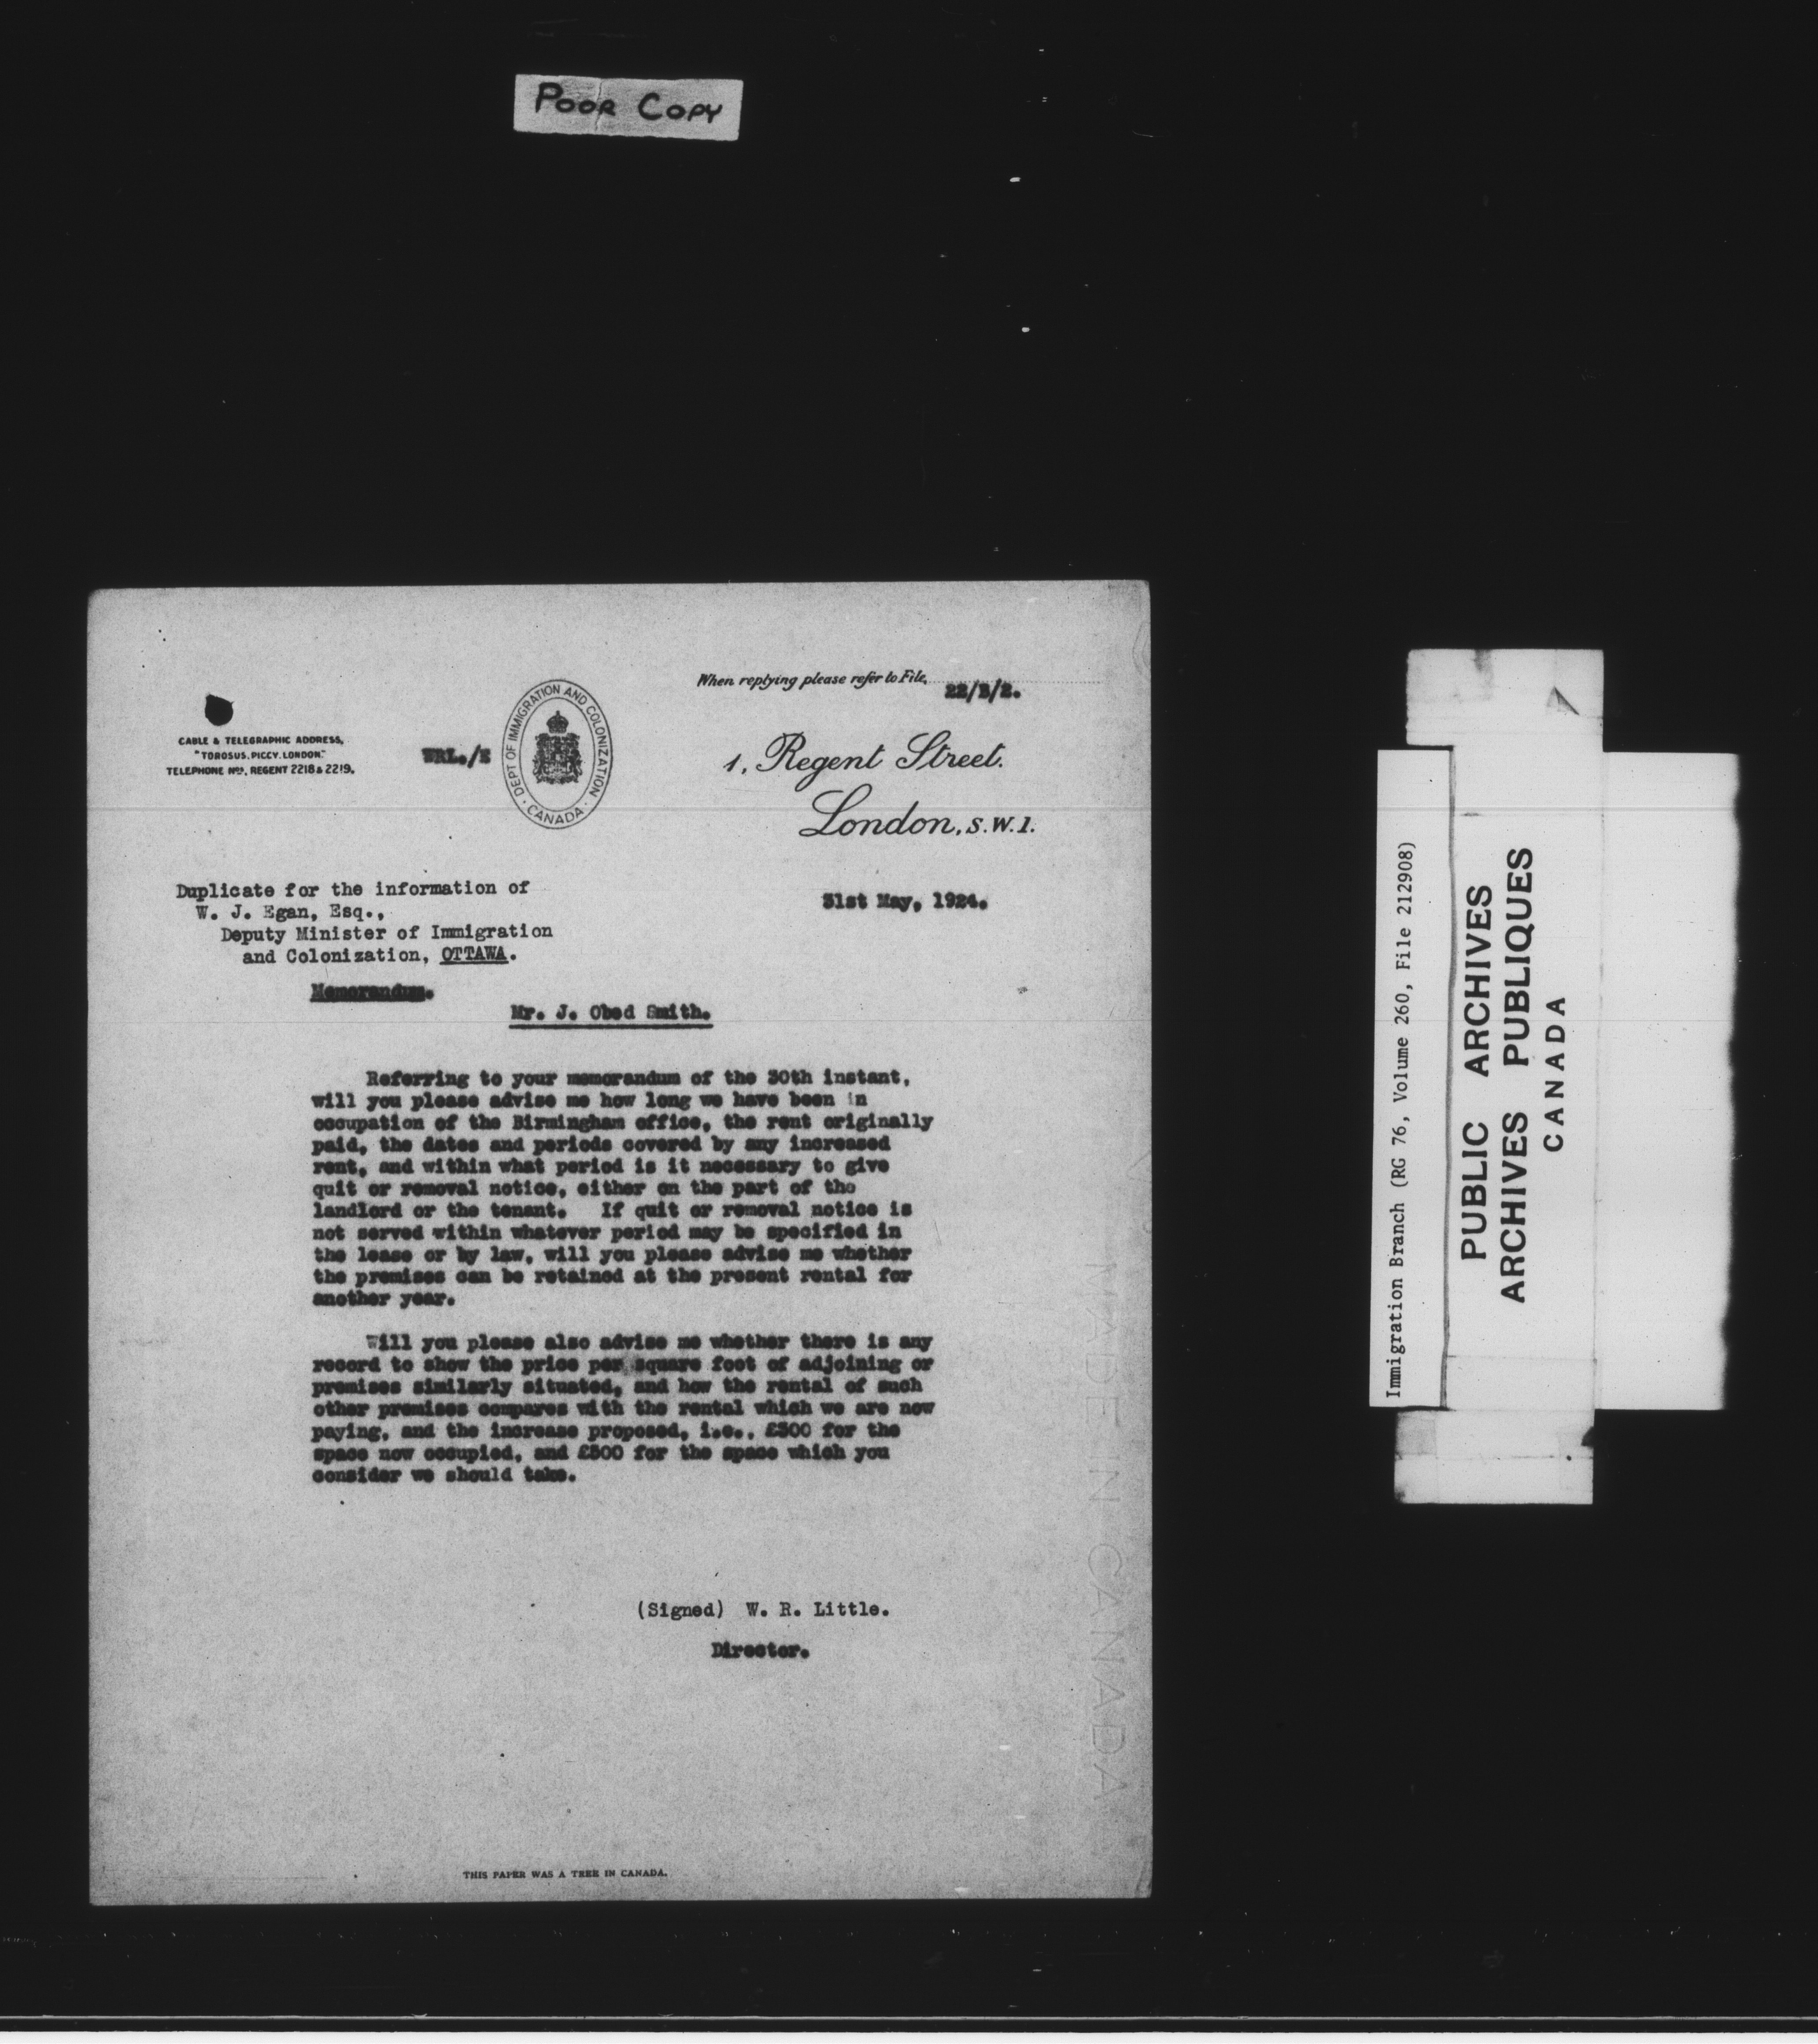 POOR COPY
When replying please refer to File, 22/3/2.
CABLE & TELEGRAPHIC ADDRESS,
"TOROSUS. PICCY. LONDON."
TELEPHONE Nos. REGENT 2218 & 2219.
WRL./
DEPT OF IMMIGRATION AND COLONIZATION
· CANADA ·
1, Regent Street.
London, S.W.1.
Duplicate for the information of
W. J. Egan, Esq.,
Deputy Minister of Immigration
and Colonization, OTTAWA.
31st May, 1924.
Memorandum.
Mr. J. Obed Smith.
Referring to your memorandum of the 30th instant,
will you please advise me how long we have been in
occupation of the Birmingham office, the rent originally
paid, the dates and periods covered by any increased
rent, and within what period is it necessary to give
quit or removal notice, either on the part of the
landlord or the tenant. If quit or removal notice is
not served within whatever period may be specified in
the lease or by law, will you please advise me whether
the premises can be retained at the present rental for
another year.
Will you please also advise me whether there is any
record to show the price per square foot of adjoining or
premises similarly situated, and how the rental of such
other premises compares with the rental which we are now
paying, and the increase proposed, i.e., £300 for the
space now occupied, and £500 for the space which you
consider we should take.
(Signed) W. R. Little.
Director.
THIS PAPER WAS A TREE IN CANADA.
MADE IN CANADA
Immigration Branch (RG 76, Volume 260, File 212908)
PUBLIC ARCHIVES
ARCHIVES PUBLIQUES
CANADA